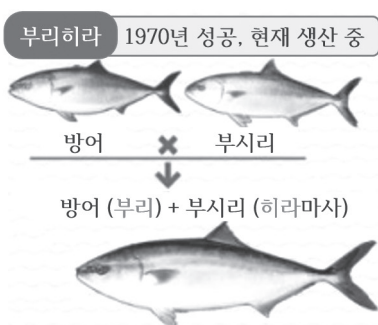 부리히라 1970년 성공, 현재 생산 중
방어 × 부시리
방어 (부리) + 부시리 (히라마사)